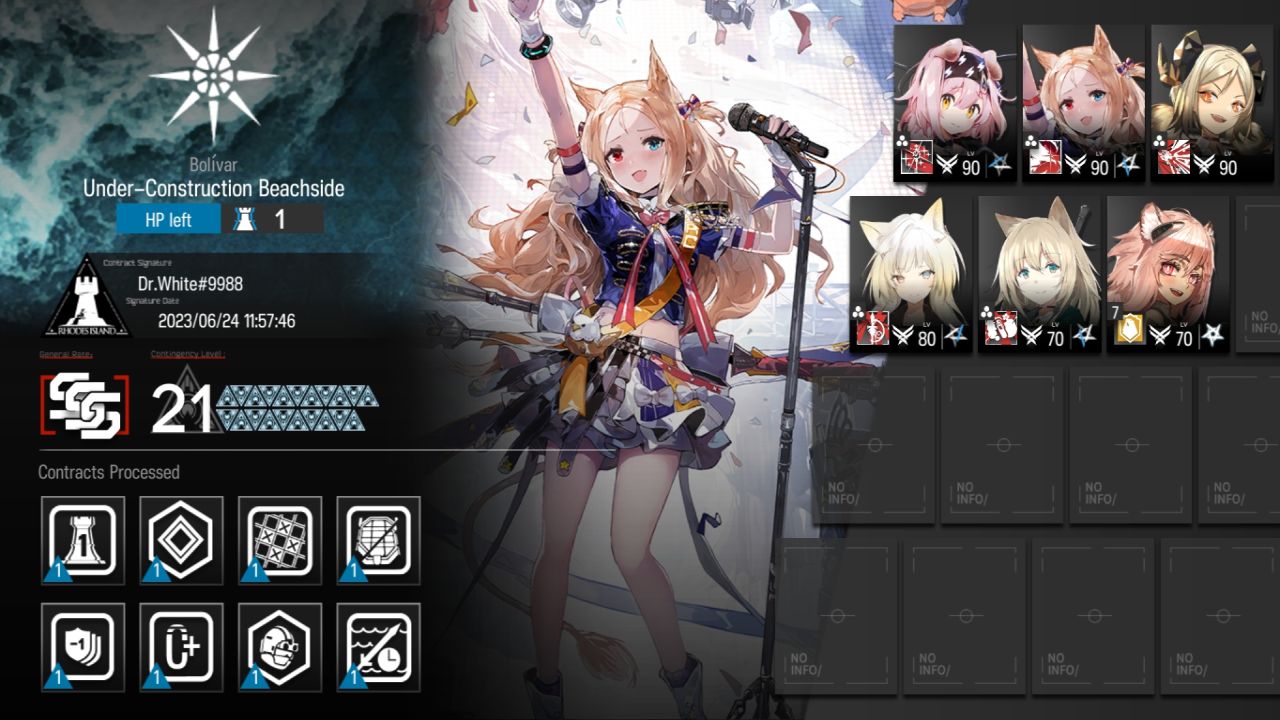 Bolívar
Under-Construction Beachside
HP left
1
Contract Signature
Dr.White#9988
Signature Date
2023/06/24 11:57:46
RHODES ISLAND
General Rate:
Contingency Level:
SSS
21
Contracts Processed
1
1
1
1
1
-1
1
1
1
1
LV
90
LV
90
LV
90
LV
80
LV
70
7
LV
70
NO
INFO/
NO
INFO/
NO
INFO/
NO
INFO/
NO
INFO/
NO
INFO/
NO
INFO/
NO
INFO/
NO
INFO/